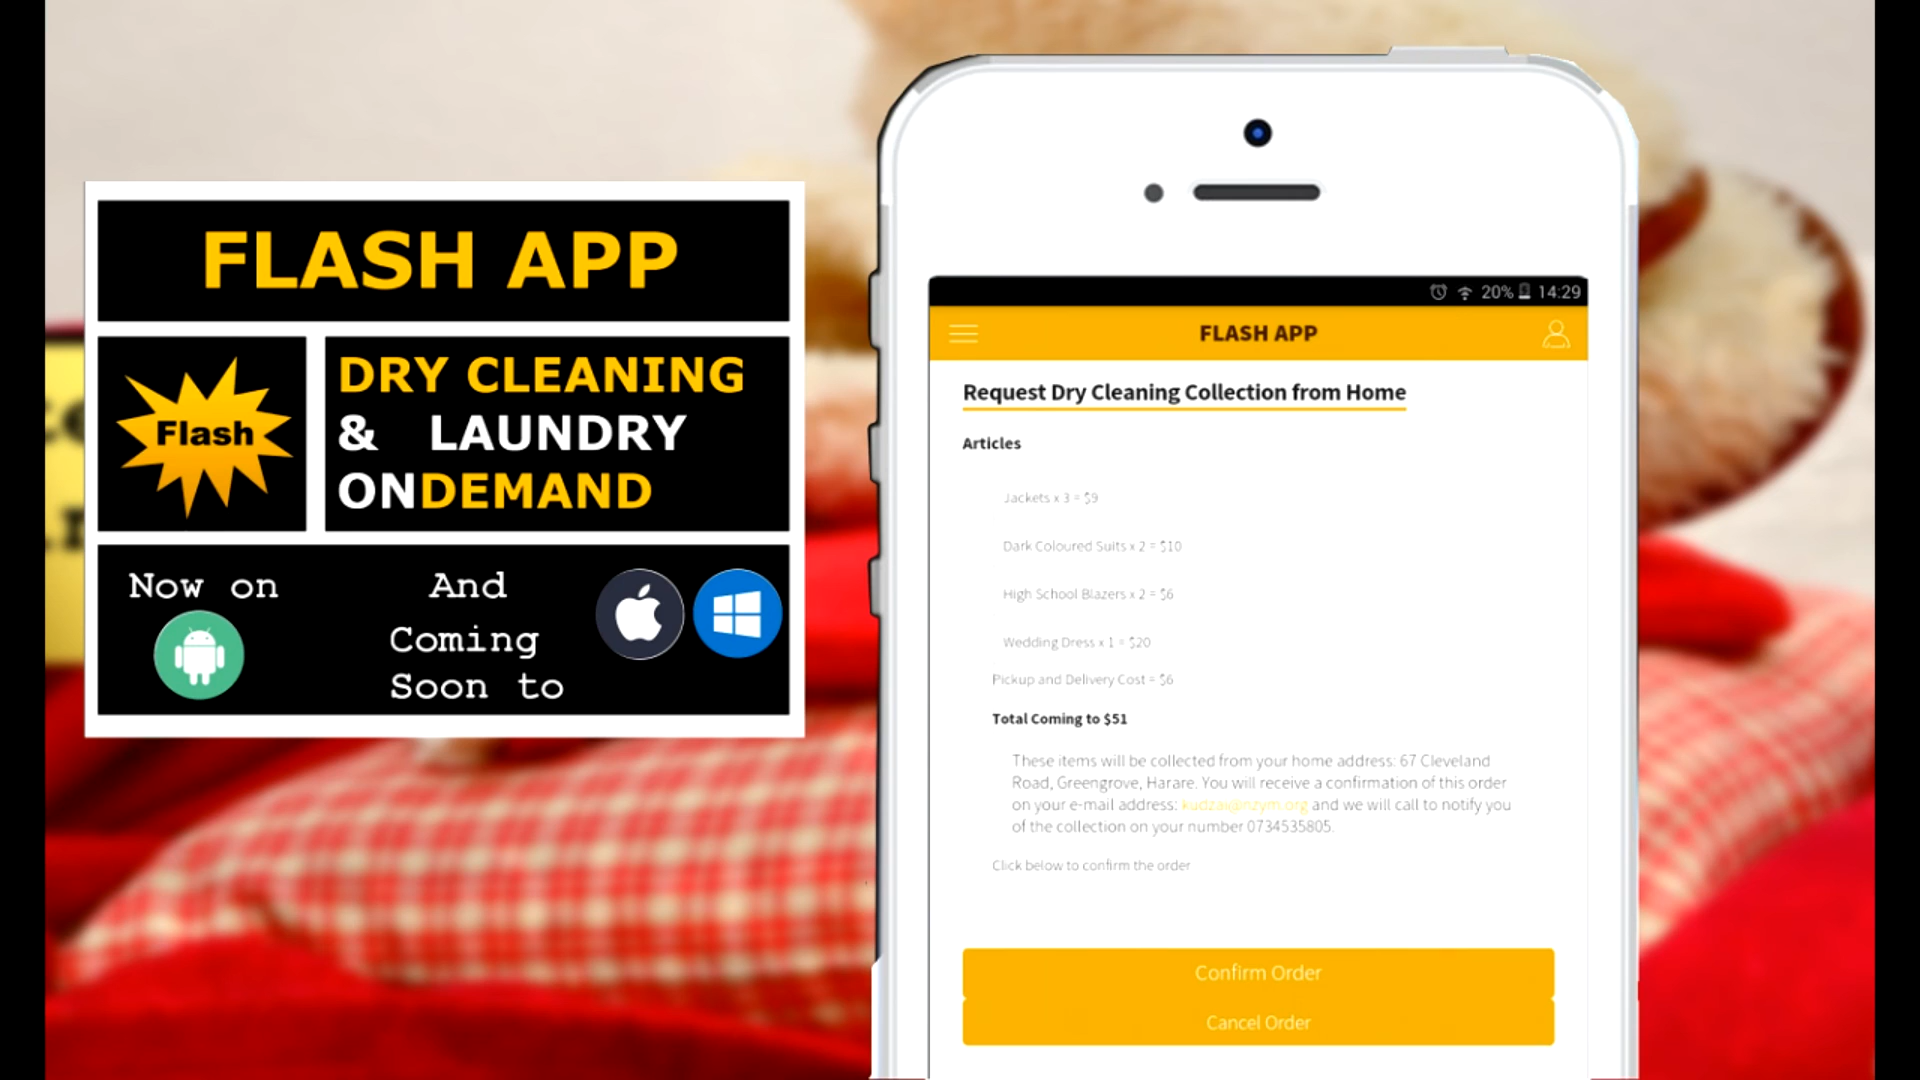 FLASH APP
Flash
DRY CLEANING
& LAUNDRY
ONDEMAND
Now on
And
Coming
Soon to
20% 14:29
FLASH APP
Request Dry Cleaning Collection from Home
Articles
Jackets x 3 = $9
Dark Coloured Suits x 2 = $10
High School Blazers x 2 = $6
Wedding Dress x 1 = $20
Pickup and Delivery Cost = $6
Total Coming to $51
These items will be collected from your home address: 67 Cleveland
Road, Greengrove, Harare. You will receive a confirmation of this order
on your e-mail address: kudzai@nzym.org and we will call to notify you
of the collection on your number 0734535805.
Click below to confirm the order
Confirm Order
Cancel Order